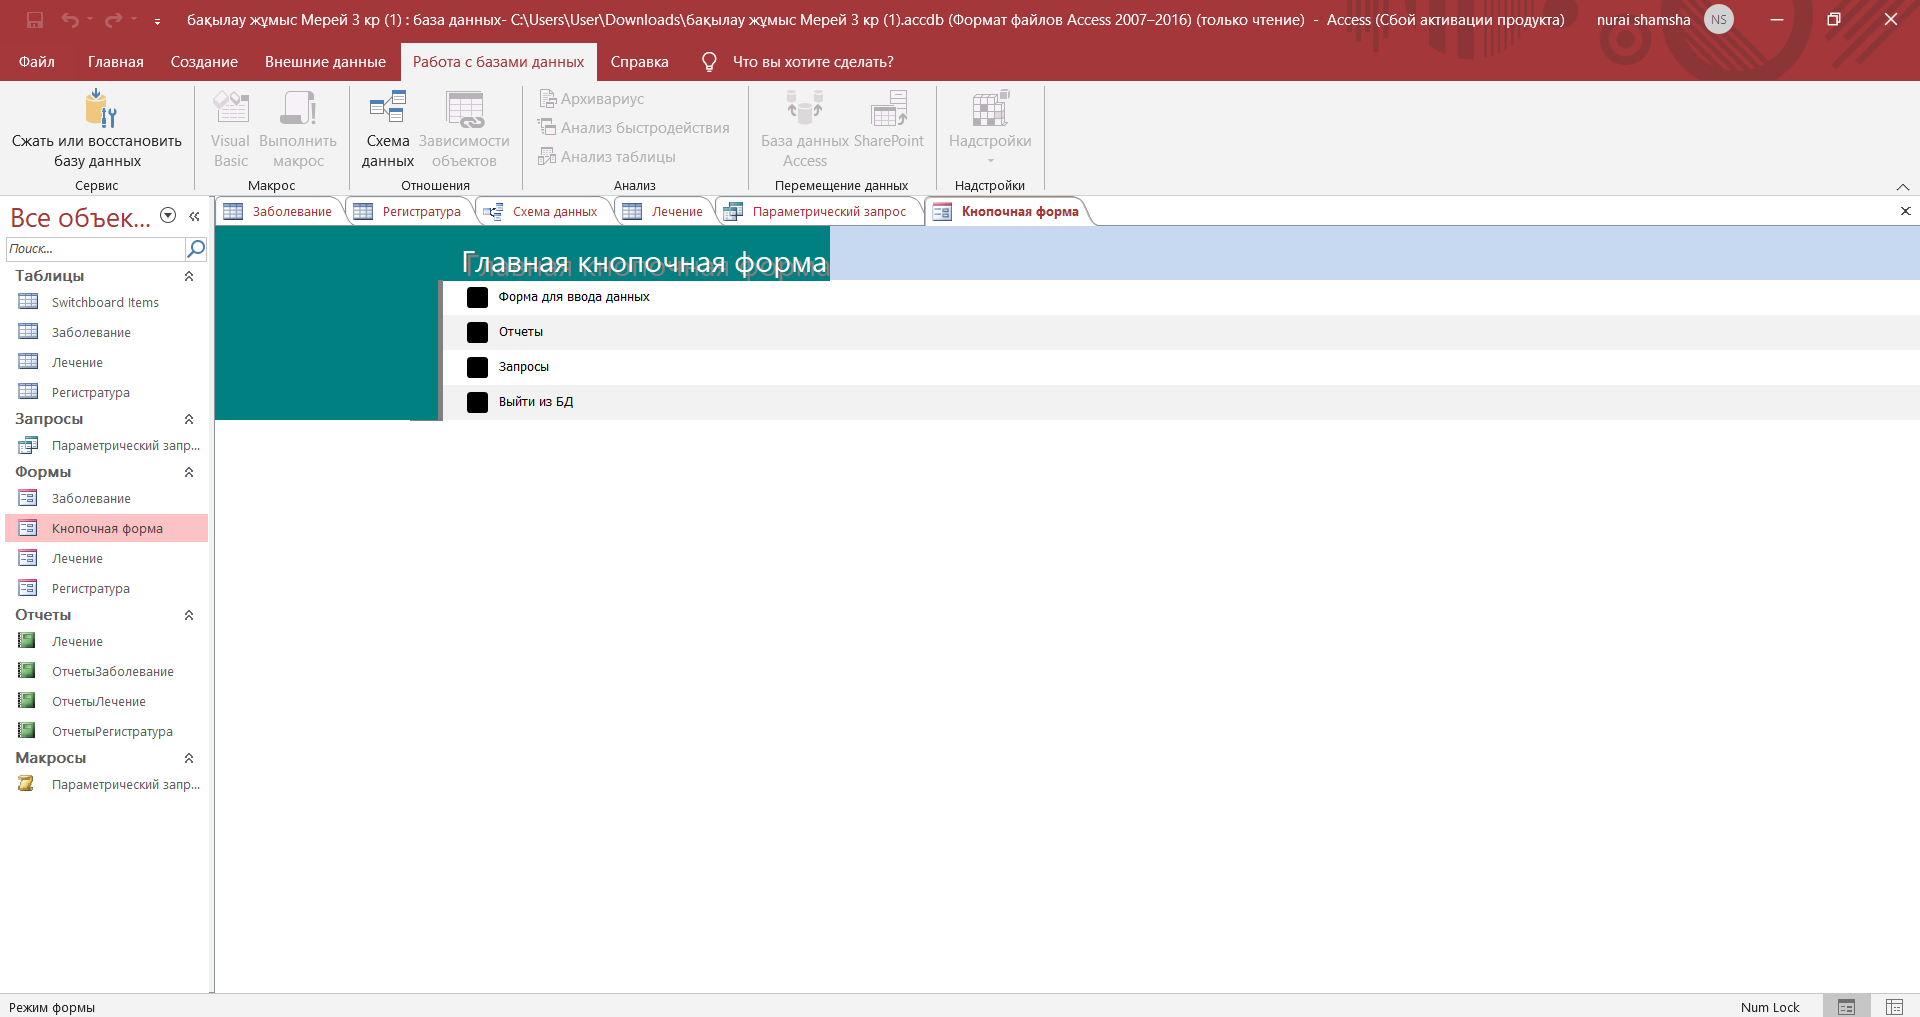 бақылау жұмыс Мерей 3 кр (1) : база данных- C:\Users\User\Downloads\бақылау жұмыс Мерей 3 кр (1).accdb (Формат файлов Access 2007–2016) (только чтение) - Access (Сбой активации продукта)
nurai shamsha
NS
Файл
Главная
Создание
Внешние данные
Работа с базами данных
Справка
Что вы хотите сделать?
Сжать или восстановить
базу данных
Visual
Basic
Выполнить
макрос
Схема
данных
Зависимости
объектов
Архивариус
Анализ быстродействия
Анализ таблицы
База данных
Access
SharePoint
Надстройки
Сервис
Макрос
Отношения
Анализ
Перемещение данных
Надстройки
Все объек...
Поиск...
Таблицы
Switchboard Items
Заболевание
Лечение
Регистратура
Запросы
Параметрический запр...
Формы
Заболевание
Кнопочная форма
Лечение
Регистратура
Отчеты
Лечение
ОтчетыЗаболевание
ОтчетыЛечение
ОтчетыРегистратура
Макросы
Параметрический запр...
Заболевание
Регистратура
Схема данных
Лечение
Параметрический запрос
Кнопочная форма
Главная кнопочная форма
Форма для ввода данных
Отчеты
Запросы
Выйти из БД
Режим формы
Num Lock